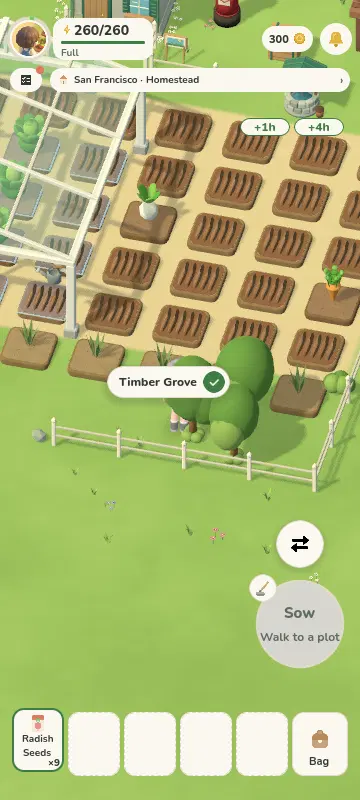 260/260
Full
300
San Francisco · Homestead
+1h
+4h
Timber Grove
Sow
Walk to a plot
Radish
Seeds
×9
Bag